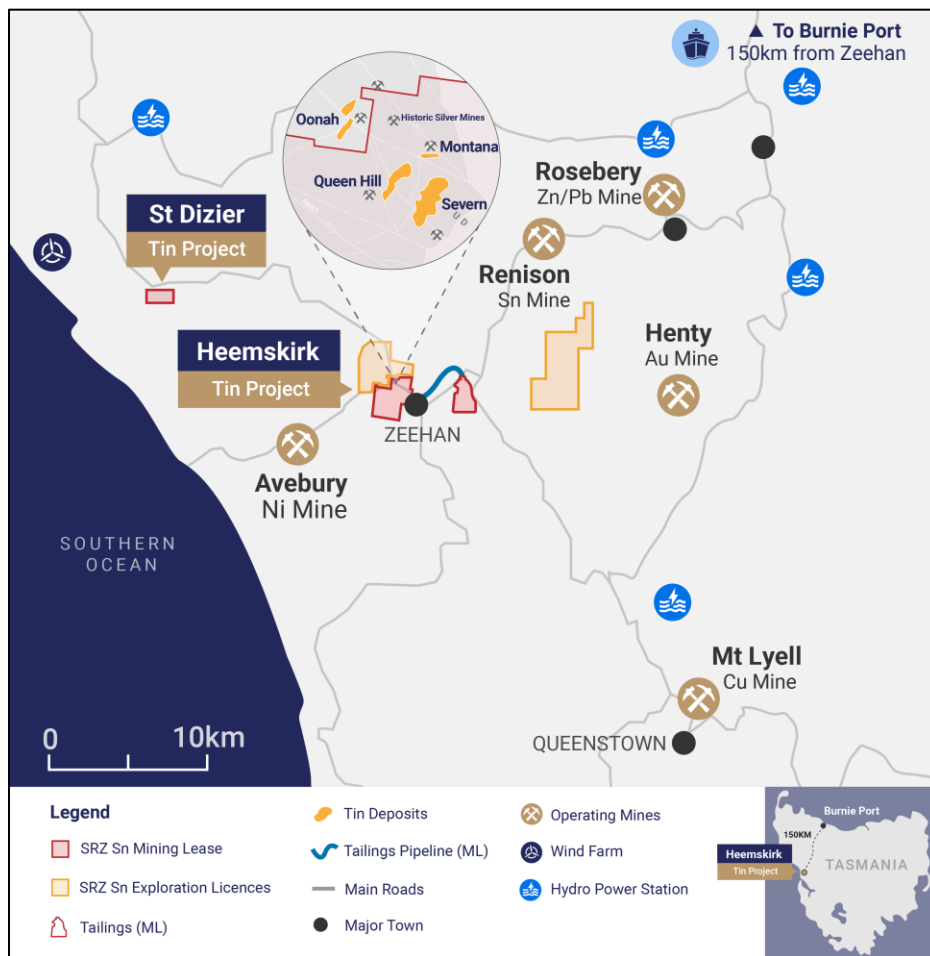 ▲ To Burnie Port
150km from Zeehan
Oonah
Historic Silver Mines
Montana
Queen Hill
Severn
FAULT
U D
Rosebery
Zn/Pb Mine
St Dizier
Tin Project
Renison
Sn Mine
Henty
Au Mine
Heemskirk
Tin Project
ZEEHAN
Avebury
Ni Mine
SOUTHERN
OCEAN
Mt Lyell
Cu Mine
QUEENSTOWN
0 10km
Legend
SRZ Sn Mining Lease
SRZ Sn Exploration Licences
Tailings (ML)
Tin Deposits
Tailings Pipeline (ML)
Main Roads
Major Town
Operating Mines
Wind Farm
Hydro Power Station
Burnie Port
150KM
Heemskirk
Tin Project
TASMANIA